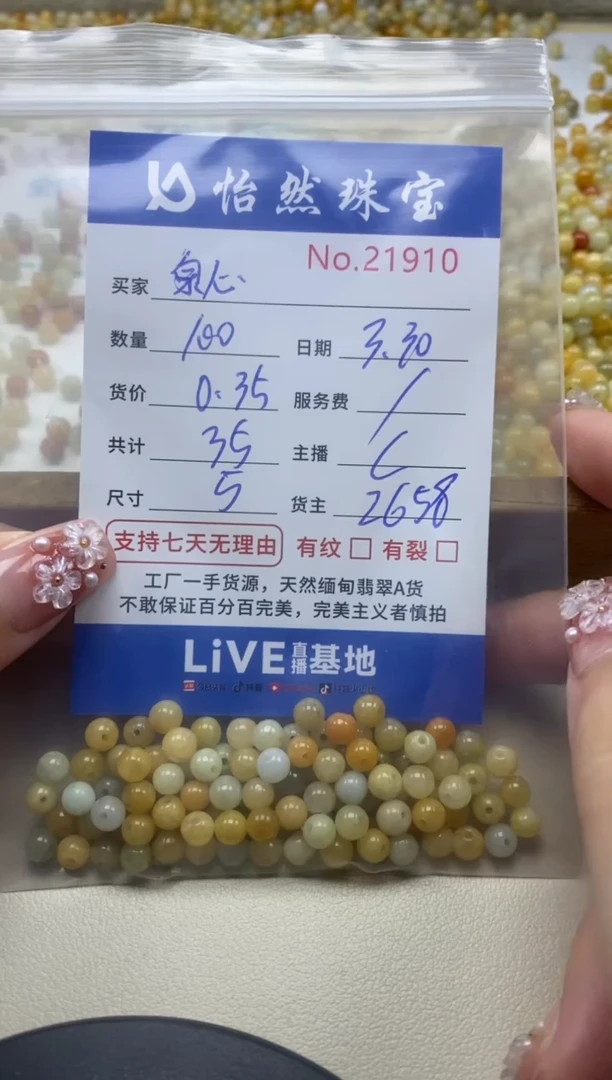 怡然珠宝
No.21910
买家 泉心
数量 100 日期 3.30
货价 0.35 服务费 /
共计 35 主播 C
尺寸 5 货主 2658
支持七天无理由 有纹 □ 有裂 □
工厂一手货源，天然缅甸翡翠A货
不敢保证百分百完美，完美主义者慎拍
LiVE直播基地